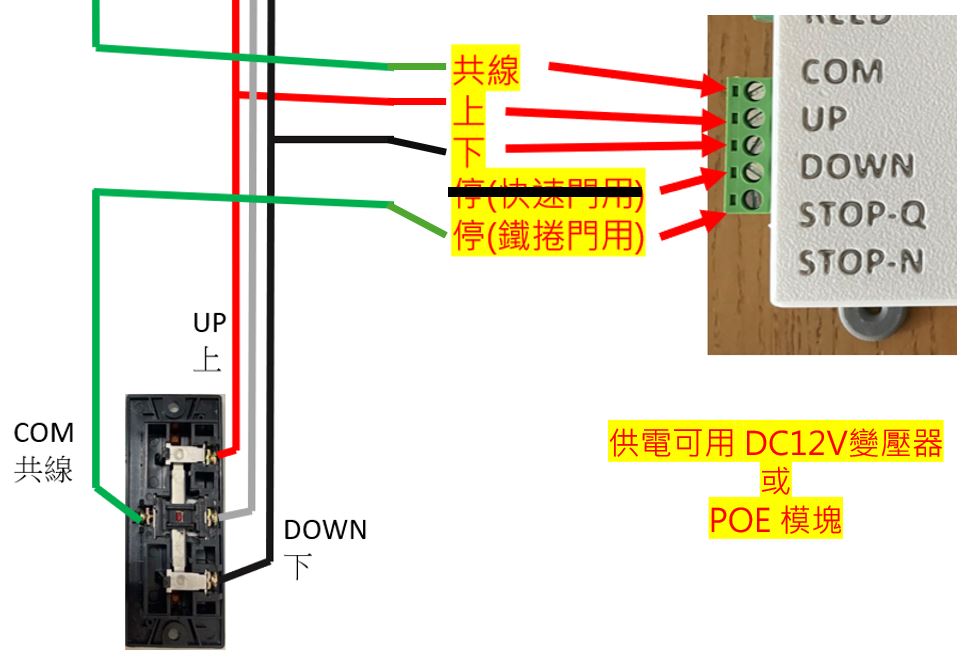 REED
共線
COM
上
UP
下
DOWN
停(快速門用)
STOP-Q
停(鐵捲門用)
STOP-N
UP
上
COM
共線
DOWN
下
供電可用 DC12V變壓器
或
POE 模塊